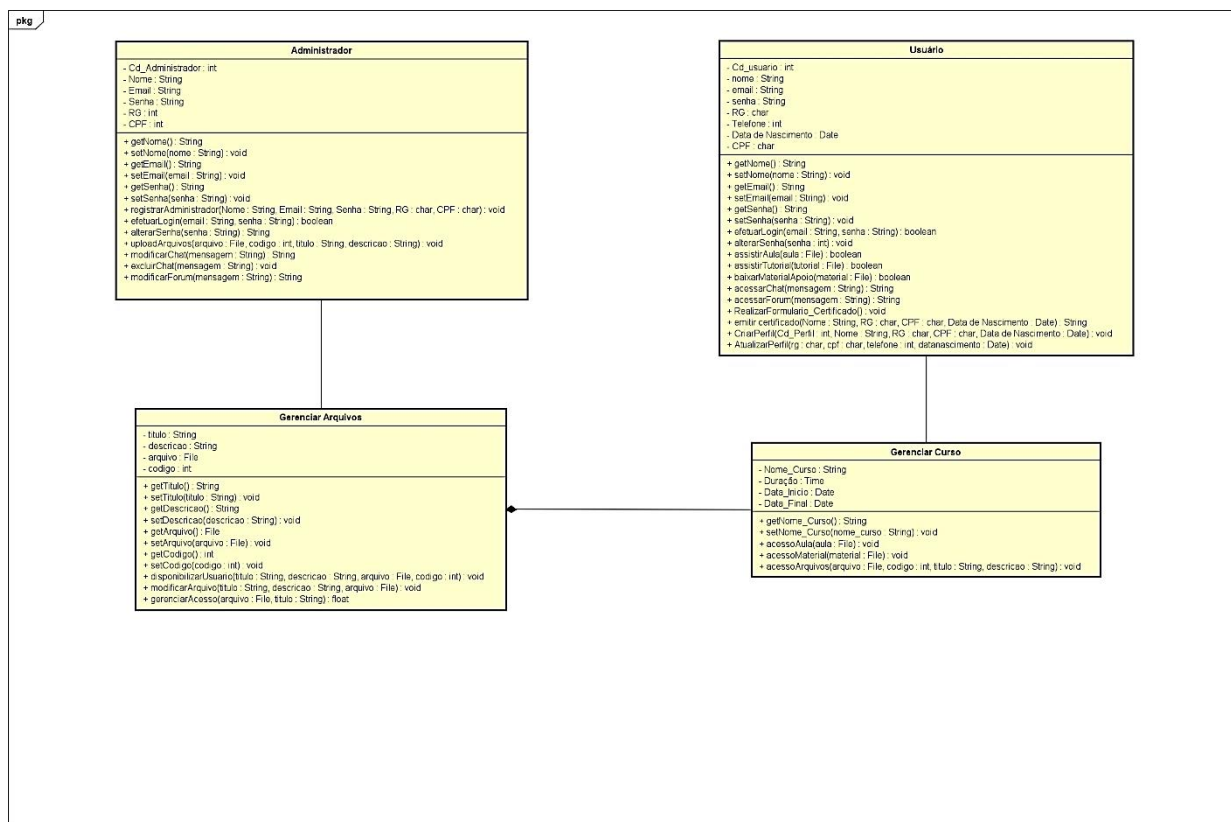 pkg
Administrador
- Cd_Administrador : int
- Nome : String
- Email : String
- Senha : String
- RG : int
- CPF : int
+ getNome() : String
+ setNome(nome : String) : void
+ getEmail() : String
+ setEmail(email : String) : void
+ getSenha() : String
+ setSenha(senha : String) : void
+ registrarAdministrador(Nome : String, Email : String, Senha : String, RG : char, CPF : char) : void
+ efetuarLogin(email : String, senha : String) : boolean
+ alterarSenha(senha : String) : String
+ uploadArquivos(arquivo : File, codigo : int, titulo : String, descricao : String) : void
+ modificarChat(mensagem : String) : String
+ excluirChat(mensagem : String) : void
+ modificarForum(mensagem : String) : String
Usuário
- Cd_usuario : int
- nome : String
- email : String
- senha : String
- RG : char
- Telefone : int
- Data de Nascimento : Date
- CPF : char
+ getNome() : String
+ setNome(nome : String) : void
+ getEmail() : String
+ setEmail(email : String) : void
+ getSenha() : String
+ setSenha(senha : String) : void
+ efetuarLogin(email : String, senha : String) : boolean
+ alterarSenha(senha : int) : void
+ assistirAula(aula : File) : boolean
+ assistirTutorial(tutorial : File) : boolean
+ baixarMaterialApoio(material : File) : boolean
+ acessarChat(mensagem : String) : String
+ acessarForum(mensagem : String) : String
+ RealizarFormulario_Certificado() : void
+ emitir certificado(Nome : String, RG : char, CPF : char, Data de Nascimento : Date) : String
+ CriarPerfil(Cd_Perfil : int, Nome : String, RG : char, CPF : char, Data de Nascimento : Date) : void
+ AtualizarPerfil(rg : char, cpf : char, telefone : int, datanascimento : Date) : void
Gerenciar Arquivos
- titulo : String
- descricao : String
- arquivo : File
- codigo : int
+ getTitulo() : String
+ setTitulo(titulo : String) : void
+ getDescricao() : String
+ setDescricao(descricao : String) : void
+ getArquivo() : File
+ setArquivo(arquivo : File) : void
+ getCodigo() : int
+ setCodigo(codigo : int) : void
+ disponibilizarUsuario(titulo : String, descricao : String, arquivo : File, codigo : int) : void
+ modificarArquivo(titulo : String, descricao : String, arquivo : File) : void
+ gerenciarAcesso(arquivo : File, titulo : String) : float
Gerenciar Curso
- Nome_Curso : String
- Duração : Time
- Data_Inicio : Date
- Data_Final : Date
+ getNome_Curso() : String
+ setNome_Curso(nome_curso : String) : void
+ acessoAula(aula : File) : void
+ acessoMaterial(material : File) : void
+ acessoArquivos(arquivo : File, codigo : int, titulo : String, descricao : String) : void